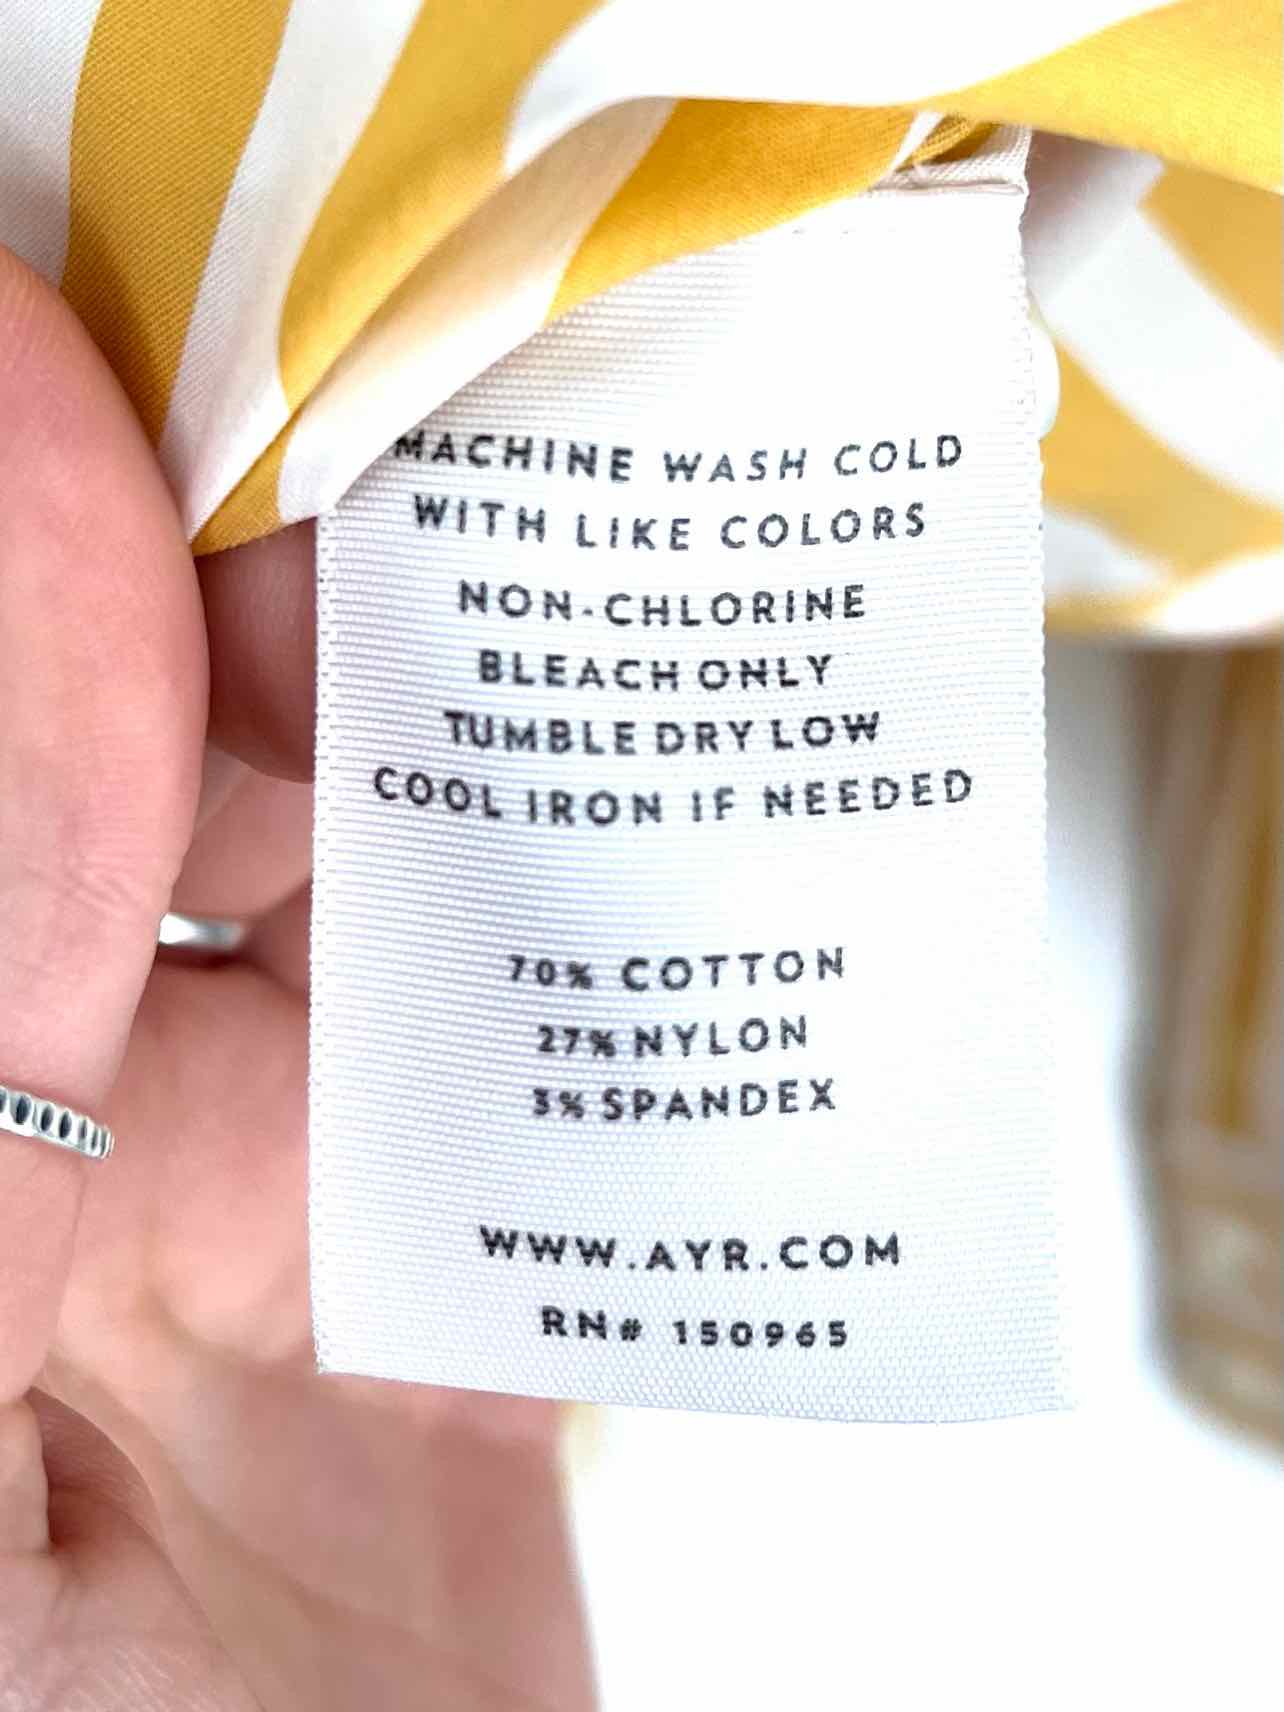 MACHINE WASH COLD
WITH LIKE COLORS
NON-CHLORINE
BLEACH ONLY
TUMBLE DRY LOW
COOL IRON IF NEEDED
70% COTTON
27% NYLON
3% SPANDEX
WWW.AYR.COM
RN# 150965